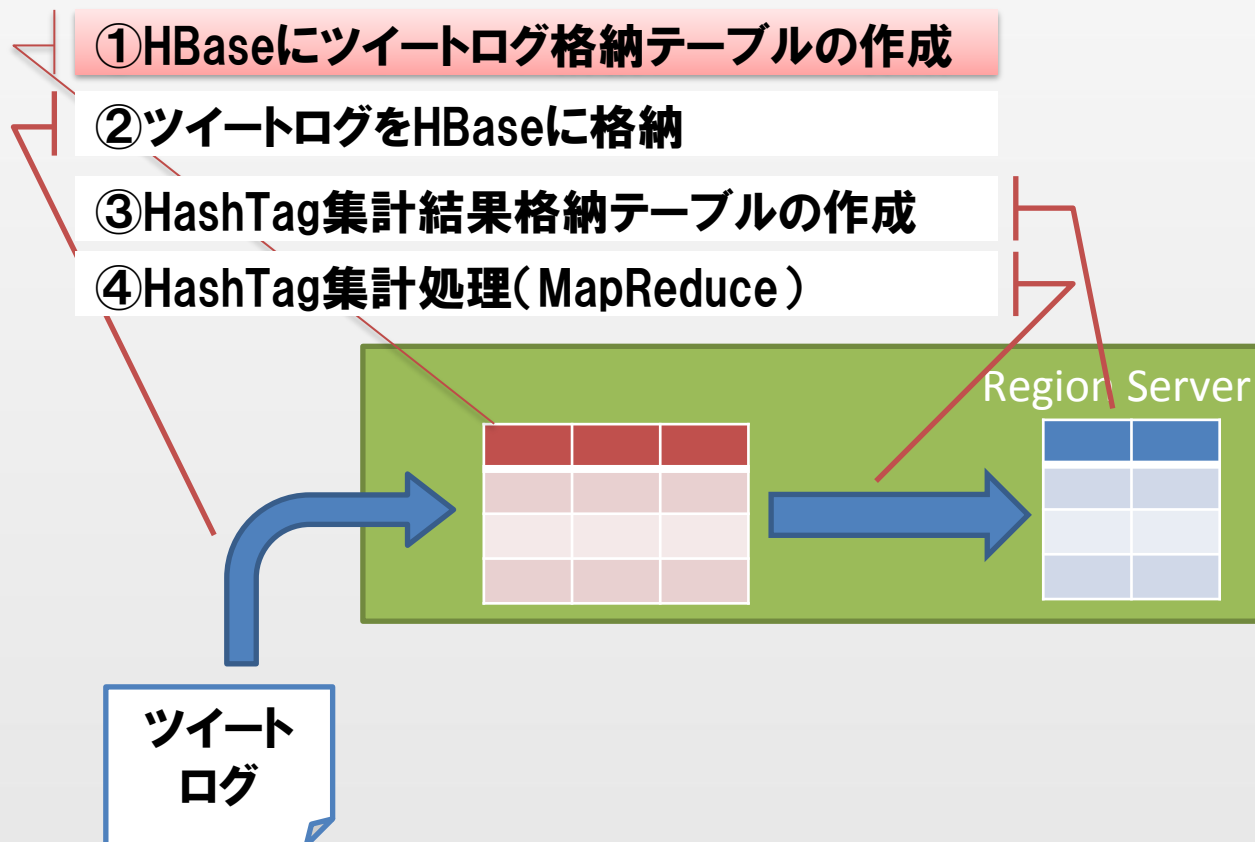 ①HBaseにツイートログ格納テーブルの作成
②ツイートログをHBaseに格納
③HashTag集計結果格納テーブルの作成
④HashTag集計処理(MapReduce)
Region Server
ツイート
ログ